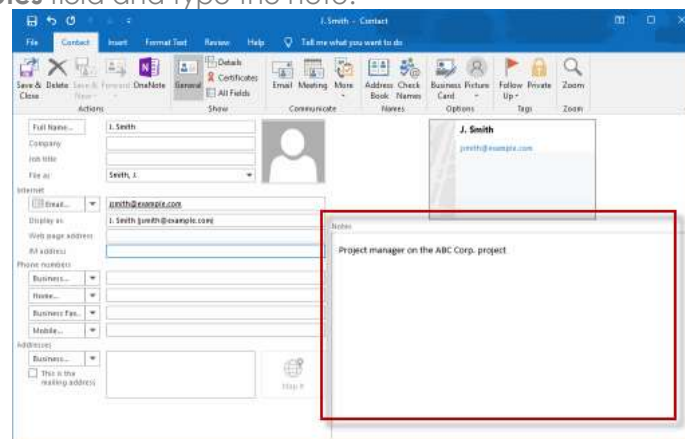 field and type the note.
J. Smith - Contact
File Contact Insert Format Text Review Help Tell me what you want to do
Save & Close
Delete
Save & New
Forward
OneNote
General
Details
Certificates
All Fields
Email
Meeting
More
Address Book
Check Names
Business Card
Picture
Follow Up
Private
Zoom
Actions
Show
Communicate
Names
Options
Tags
Zoom
Full Name... J. Smith
Company
Job title
File as: Smith, J.
Internet
Email... jsmith@example.com
Display as: J. Smith (jsmith@example.com)
Web page address
IM address
Phone numbers
Business...
Home...
Business Fax...
Mobile...
Addresses
Business...
This is the mailing address
Map It
J. Smith
jsmith@example.com
Notes
Project manager on the ABC Corp. project